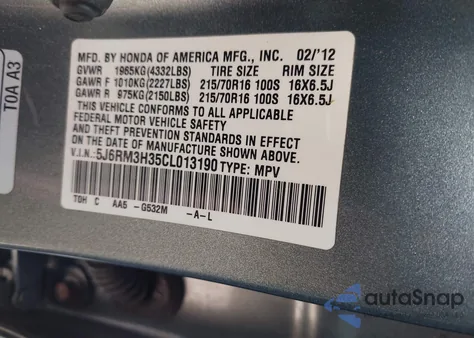 TOA A3
MFD. BY HONDA OF AMERICA MFG., INC. 02/'12
GVWR 1965KG(4332LBS) TIRE SIZE RIM SIZE
GAWR F 1010KG(2227LBS) 215/70R16 100S 16X6.5J
GAWR R 975KG(2150LBS) 215/70R16 100S 16X6.5J
THIS VEHICLE CONFORMS TO ALL APPLICABLE
FEDERAL MOTOR VEHICLE SAFETY
AND THEFT PREVENTION STANDARDS IN EFFECT
ON THE DATE OF MANUFACTURE SHOWN ABOVE.
V.I.N.: 5J6RM3H35CL013190 TYPE: MPV
TOH C AA5 -G532M -A-L
autoSnap